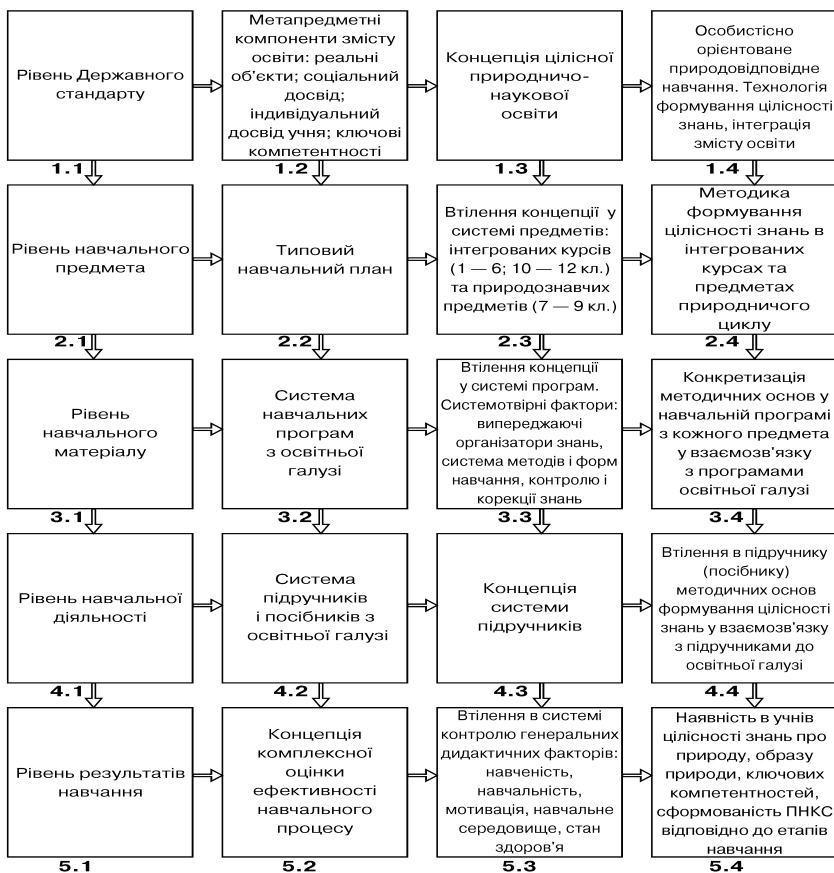 Рівень Державного
стандарту
1.1
Метапредметні
компоненти змісту
освіти: реальні
об'єкти; соціальний
досвід;
індивідуальний
досвід учня; ключові
компетентності
1.2
Концепція цілісної
природничо-
наукової
освіти
1.3
Особистісно
орієнтоване
природовідповідне
навчання. Технологія
формування цілісності
знань, інтеграція
змісту освіти
1.4
Рівень навчального
предмета
2.1
Типовий
навчальний план
2.2
Втілення концепції у
системі предметів:
інтегрованих курсів
(1 — 6; 10 — 12 кл.)
та природознавчих
предметів (7 — 9 кл.)
2.3
Методика
формування
цілісності знань в
інтегрованих
курсах та
предметах
природничого
циклу
2.4
Рівень
навчального
матеріалу
3.1
Система
навчальних
програм
з освітньої
галузі
3.2
Втілення концепції
у системі програм.
Системотвірні фактори:
випереджаючі
організатори знань,
система методів і форм
навчання, контролю і
корекції знань
3.3
Конкретизація
методичних основ у
навчальній програмі
з кожного предмета
у взаємозв'язку
з програмами
освітньої галузі
3.4
Рівень навчальної
діяльності
4.1
Система
підручників
і посібників з
освітньої галузі
4.2
Концепція
системи
підручників
4.3
Втілення в підручнику
(посібнику)
методичних основ
формування цілісності
знань у взаємозв'язку
з підручниками до
освітньої галузі
4.4
Рівень результатів
навчання
5.1
Концепція
комплексної
оцінки
ефективності
навчального
процесу
5.2
Втілення в системі
контролю генеральних
дидактичних факторів:
навченість,
навчальність,
мотивація, навчальне
середовище, стан
здоров'я
5.3
Наявність в учнів
цілісності знань про
природу, образу
природи, ключових
компетентностей,
сформованість ПНКС
відповідно до етапів
навчання
5.4